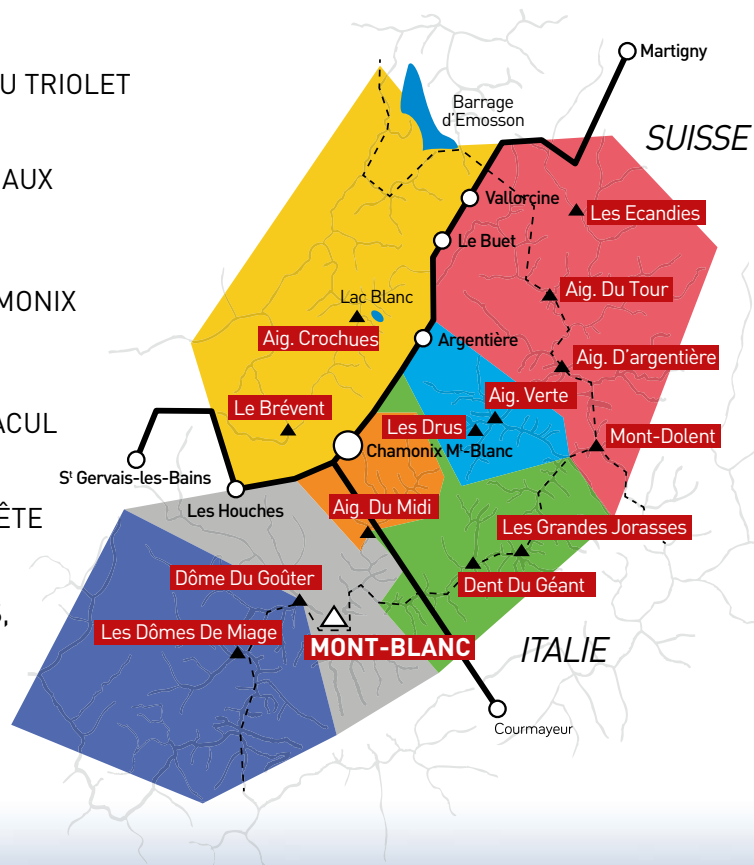 U TRIOLET
AUX
MONIX
ACUL
ÊTE
Martigny
Barrage
d'Emosson
SUISSE
Vallorçine
Les Ecandies
Le Buet
Aig. Du Tour
Lac Blanc
Aig. Crochues
Argentière
Aig. D'argentière
Aig. Verte
Le Brévent
Les Drus
Mont-Dolent
Chamonix Mt-Blanc
St Gervais-les-Bains
Les Houches
Aig. Du Midi
Les Grandes Jorasses
Dôme Du Goûter
Dent Du Géant
Les Dômes De Miage
MONT-BLANC
ITALIE
Courmayeur